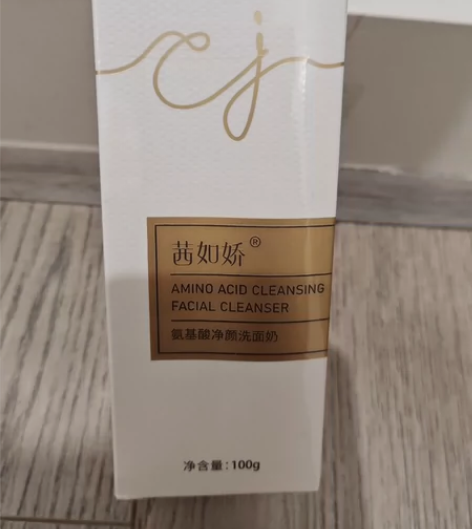 cj
茜如娇®
AMINO ACID CLEANSING
FACIAL CLEANSER
氨基酸净颜洗面奶
净含量:100g